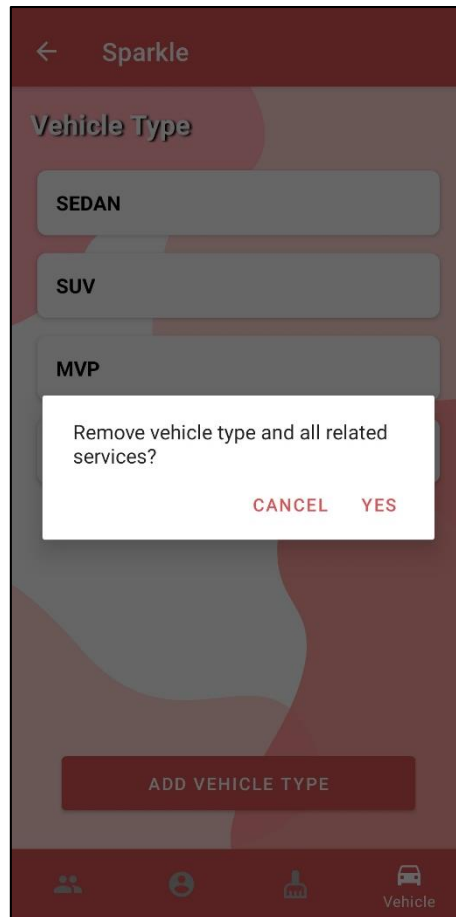 Sparkle
Vehicle Type
SEDAN
SUV
MVP
Remove vehicle type and all related
services?
CANCEL YES
ADD VEHICLE TYPE
Vehicle